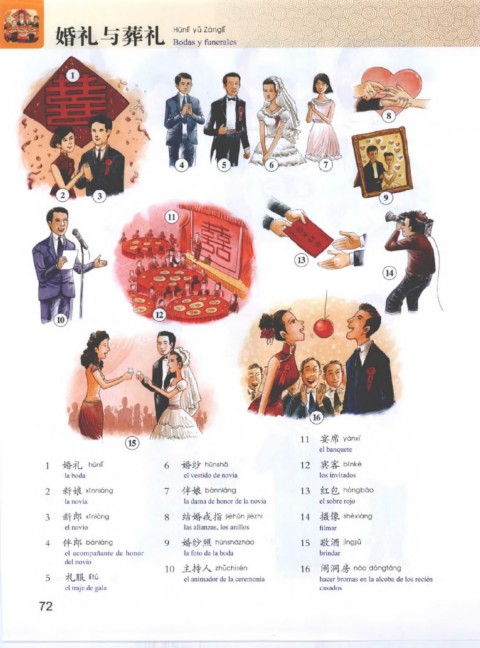 婚礼与葬礼 Hūnlǐ yǔ Zànglǐ
Bodas y funerales
囍
1
2
3
4
5
6
7
8
9
10
11
囍
12
13
14
15
16
1 婚礼 hūnlǐ
la boda
2 新娘 xīnniáng
la novia
3 新郎 xīnláng
el novio
4 伴郎 bànláng
el acompañante de honor
del novio
5 礼服 lǐfú
el traje de gala
6 婚纱 hūnshā
el vestido de novia
7 伴娘 bànniáng
la dama de honor de la novia
8 结婚戒指 jiéhūn jièzhi
las alianzas, los anillos
9 婚纱照 hūnshāzhào
la foto de la boda
10 主持人 zhǔchírén
el animador de la ceremonia
11 宴席 yànxí
el banquete
12 宾客 bīnkè
los invitados
13 红包 hóngbāo
el sobre rojo
14 摄像 shèxiàng
filmar
15 敬酒 jìngjiǔ
brindar
16 闹洞房 nào dòngfáng
hacer bromas en la alcoba de los recién
casados
72